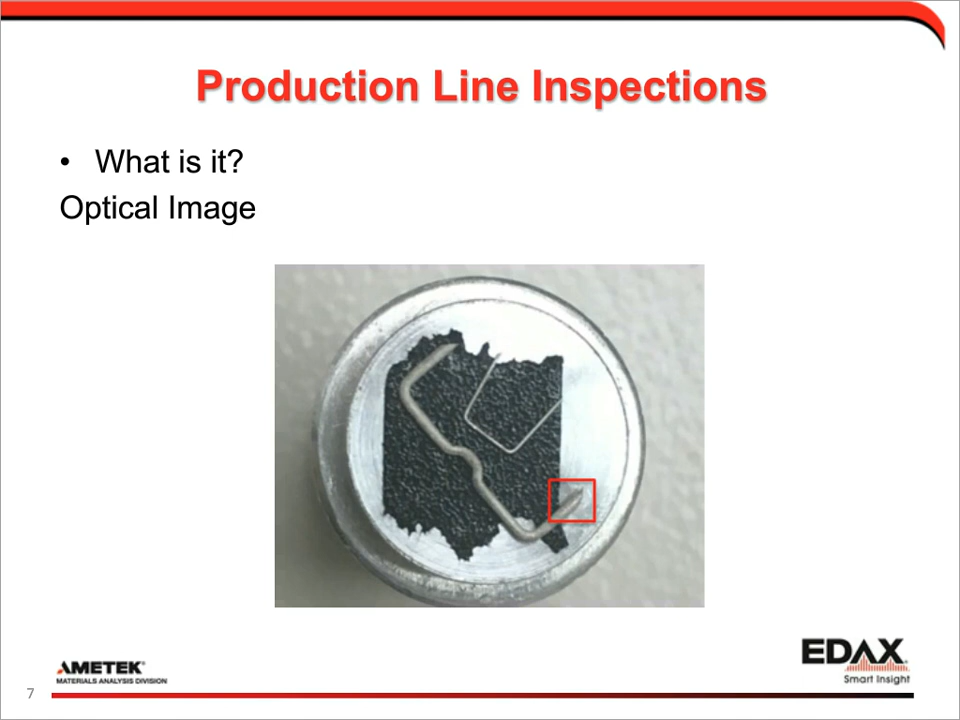 Production Line Inspections
• What is it?
Optical Image
AMETEK®
MATERIALS ANALYSIS DIVISION
EDAX
Smart Insight
7